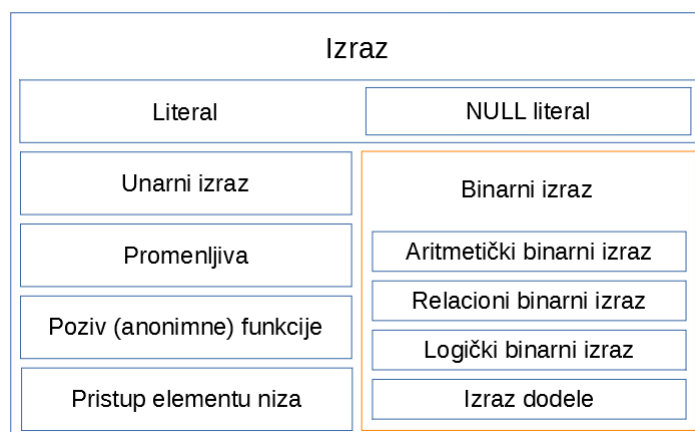 Izraz
Literal
NULL literal
Unarni izraz
Promenljiva
Poziv (anonimne) funkcije
Pristup elementu niza
Binarni izraz
Aritmetički binarni izraz
Relacioni binarni izraz
Logički binarni izraz
Izraz dodele